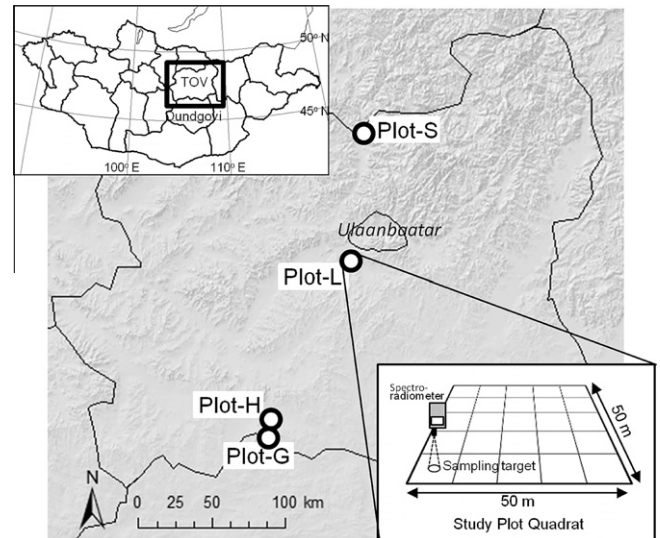 50° N
TOV
45° N
Dundgovi
100° E
110° E
Plot-S
Ulaanbaatar
Plot-L
Plot-H
Plot-G
N
0 25 50 100 km
Spectro-
radiometer
50 m
Sampling target
50 m
Study Plot Quadrat